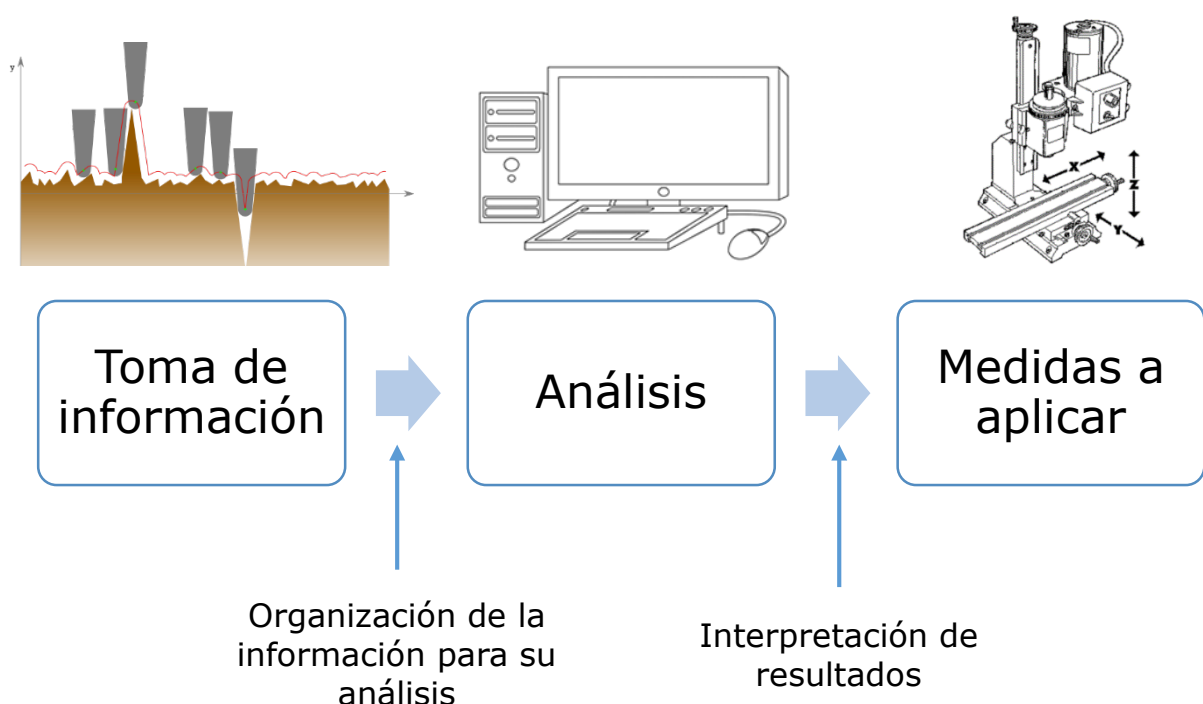 y
X
Z
Y
Toma de
información
Análisis
Medidas a
aplicar
Organización de la
información para su
análisis
Interpretación de
resultados